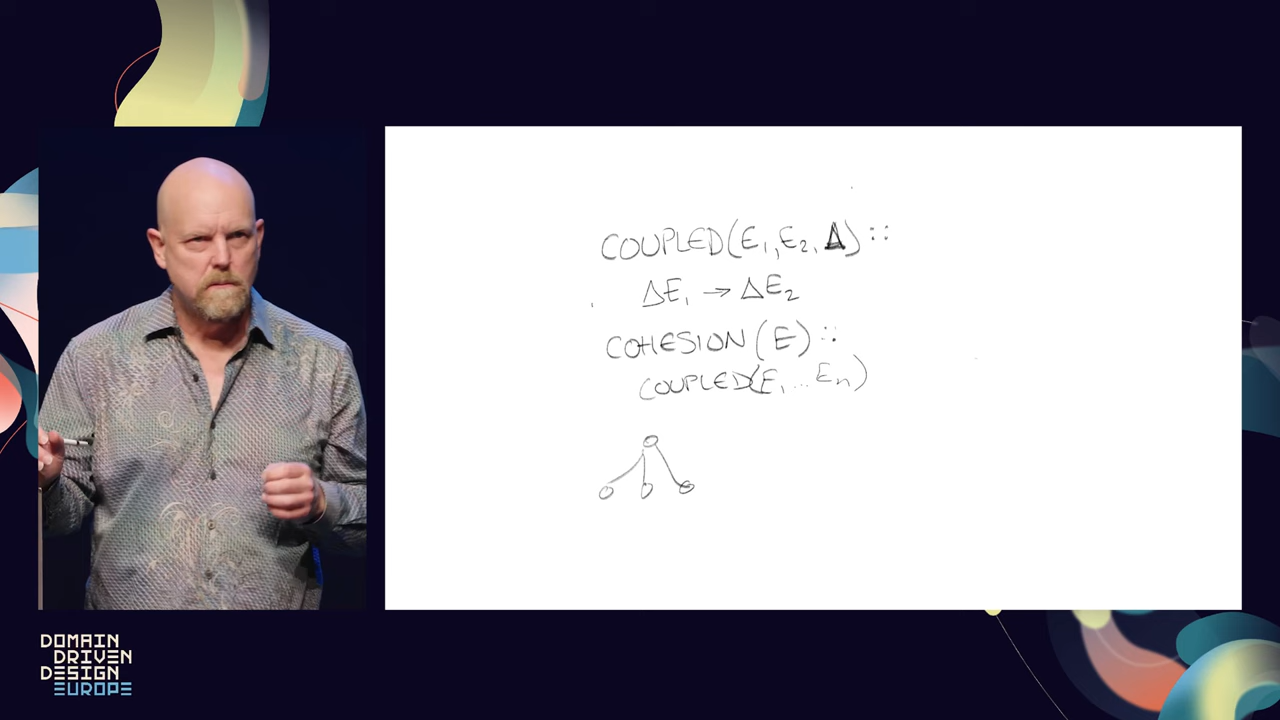 COUPLED(E1,E2,Δ)::
ΔE1 → ΔE2
COHESION(E)::
COUPLED(E1...En)
DOMAIN
DRIVEN
DESIGN
EUROPE